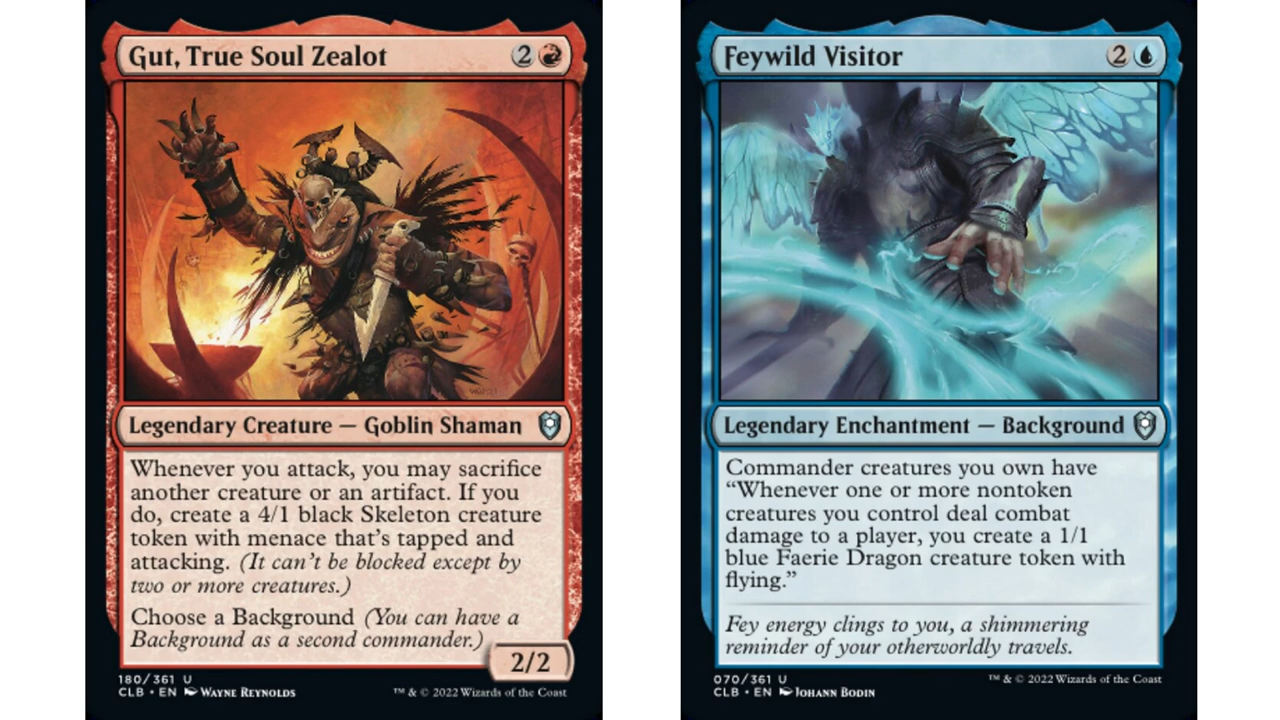 Gut, True Soul Zealot
2
Legendary Creature — Goblin Shaman
Whenever you attack, you may sacrifice
another creature or an artifact. If you
do, create a 4/1 black Skeleton creature
token with menace that's tapped and
attacking. (It can't be blocked except by
two or more creatures.)
Choose a Background (You can have a
Background as a second commander.)
2/2
180/361 U
CLB • EN WAYNE REYNOLDS
™ & © 2022 Wizards of the Coast
Feywild Visitor
2
Legendary Enchantment — Background
Commander creatures you own have
“Whenever one or more nontoken
creatures you control deal combat
damage to a player, you create a 1/1
blue Faerie Dragon creature token with
flying.”
Fey energy clings to you, a shimmering
reminder of your otherworldly travels.
070/361 U
CLB • EN JOHANN BODIN
™ & © 2022 Wizards of the Coast